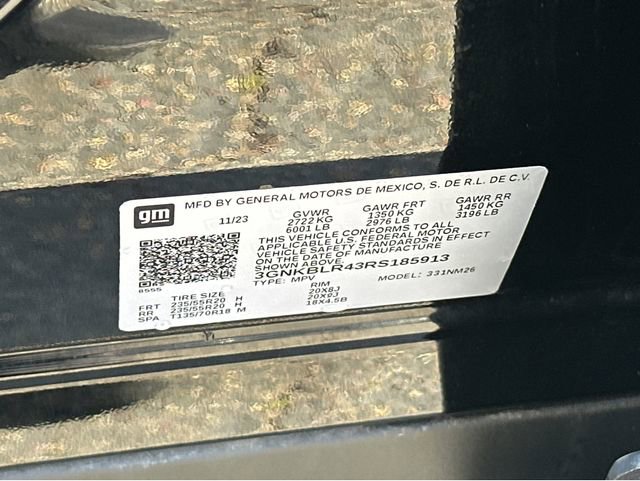 gm MFD BY GENERAL MOTORS DE MEXICO, S. DE R.L. DE C.V.
11/23 GVWR GAWR FRT GAWR RR
2722 KG 1350 KG 1450 KG
6001 LB 2976 LB 3196 LB
THIS VEHICLE CONFORMS TO ALL
APPLICABLE U.S. FEDERAL MOTOR
VEHICLE SAFETY STANDARDS IN EFFECT
ON THE DATE OF MANUFACTURE
SHOWN ABOVE.
3GNKBLR43RS185913
8555 TYPE: MPV MODEL: 331NM26
TIRE SIZE RIM
FRT 235/55R20 H 20X8J
RR 235/55R20 H 20X9J
SPA T135/70R18 M 18X4.5B